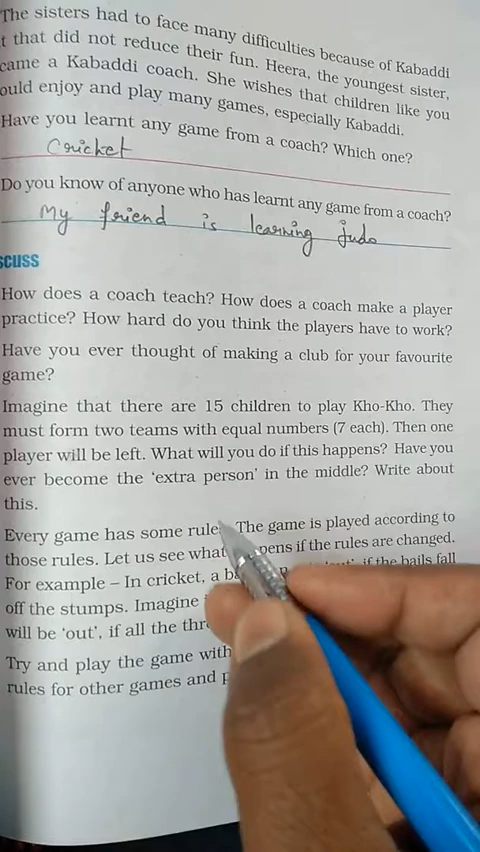 The sisters had to face many difficulties because of Kabaddi
t that did not reduce their fun. Heera, the youngest sister,
came a Kabaddi coach. She wishes that children like you
ould enjoy and play many games, especially Kabaddi.
Have you learnt any game from a coach? Which one?
Cricket
Do you know of anyone who has learnt any game from a coach?
My friend is learning judo
scuss
How does a coach teach? How does a coach make a player
practice? How hard do you think the players have to work?
Have you ever thought of making a club for your favourite
game?
Imagine that there are 15 children to play Kho-Kho. They
must form two teams with equal numbers (7 each). Then one
player will be left. What will you do if this happens? Have you
ever become the ‘extra person’ in the middle? Write about
this.
Every game has some rule The game is played according to
those rules. Let us see what pens if the rules are changed.
For example – In cricket, a ‘out’, if the bails fall
off the stumps. Imagine
will be ‘out’, if all the
Try and play the game with
rules for other games and